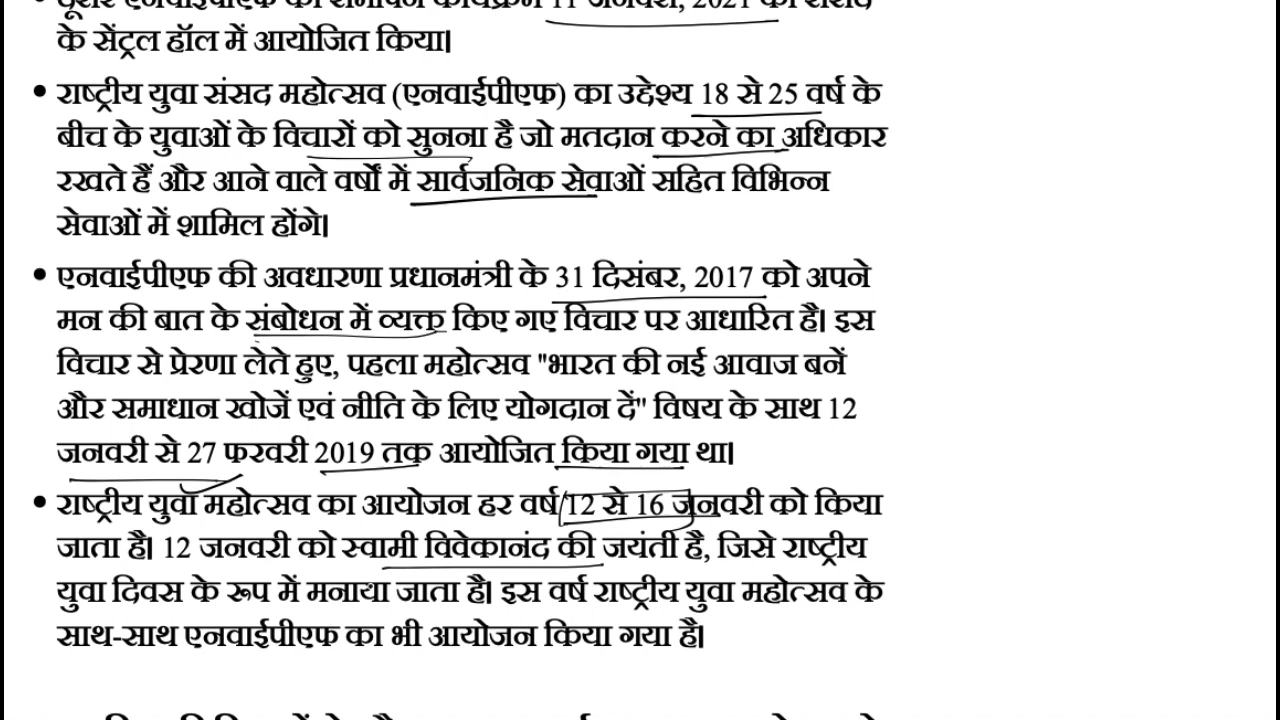 के सेंट्रल हॉल में आयोजित किया।
• राष्ट्रीय युवा संसद महोत्सव (एनवाईपीएफ) का उद्देश्य 18 से 25 वर्ष के
बीच के युवाओं के विचारों को सुनना है जो मतदान करने का अधिकार
रखते हैं और आने वाले वर्षों में सार्वजनिक सेवाओं सहित विभिन्न
सेवाओं में शामिल होंगे।
• एनवाईपीएफ की अवधारणा प्रधानमंत्री के 31 दिसंबर, 2017 को अपने
मन की बात के संबोधन में व्यक्त किए गए विचार पर आधारित है। इस
विचार से प्रेरणा लेते हुए, पहला महोत्सव "भारत की नई आवाज बनें
और समाधान खोजें एवं नीति के लिए योगदान दें" विषय के साथ 12
जनवरी से 27 फरवरी 2019 तक आयोजित किया गया था।
• राष्ट्रीय युवा महोत्सव का आयोजन हर वर्ष 12 से 16 जनवरी को किया
जाता है। 12 जनवरी को स्वामी विवेकानंद की जयंती है, जिसे राष्ट्रीय
युवा दिवस के रूप में मनाया जाता है। इस वर्ष राष्ट्रीय युवा महोत्सव के
साथ-साथ एनवाईपीएफ का भी आयोजन किया गया है।